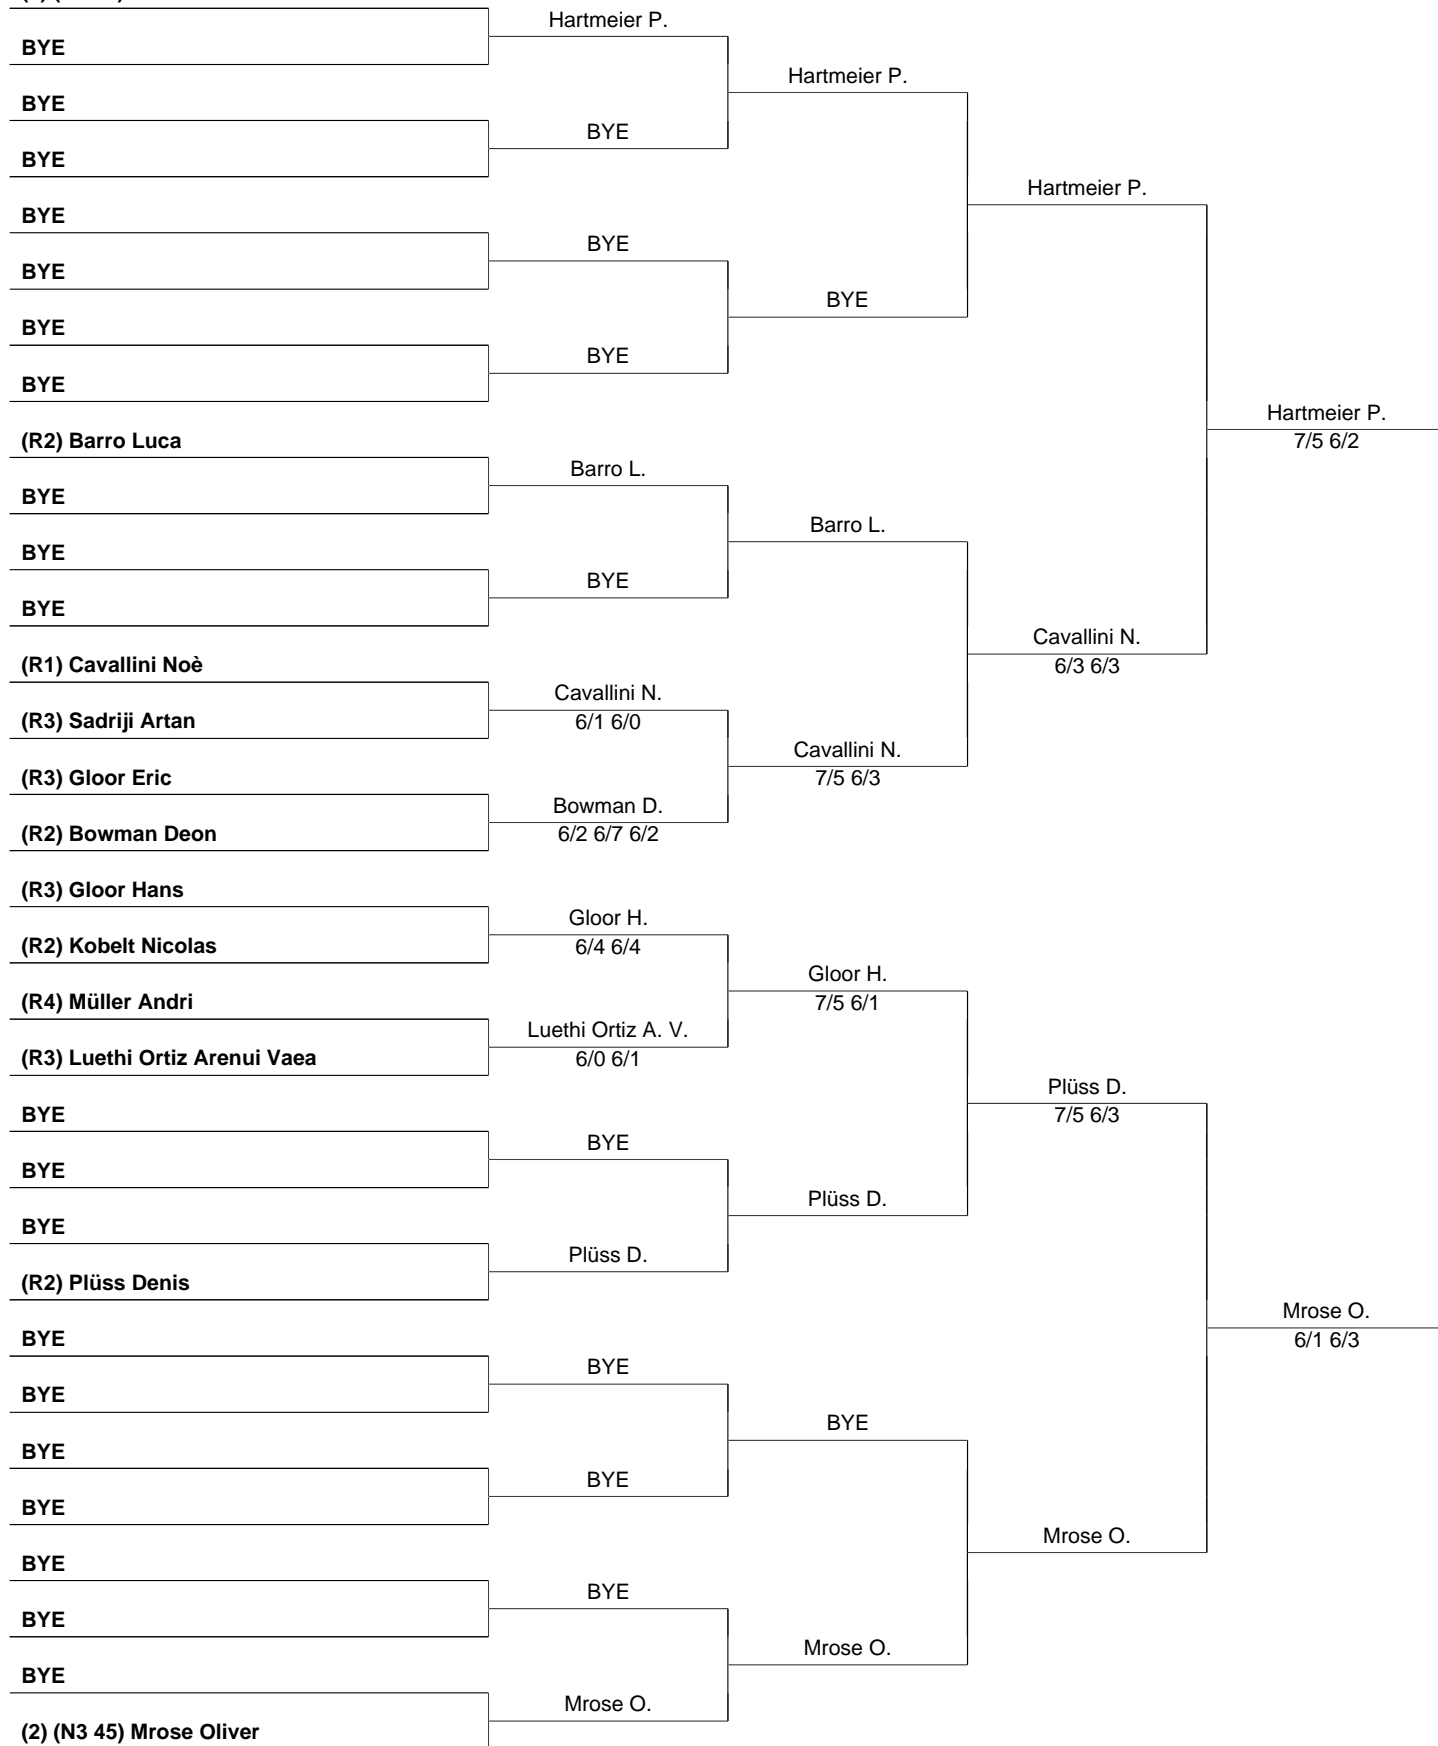 BYE
BYE
BYE
BYE
BYE
BYE
BYE
(R2) Barro Luca
BYE
BYE
BYE
(R1) Cavallini Noè
(R3) Sadriji Artan
(R3) Gloor Eric
(R2) Bowman Deon
(R3) Gloor Hans
(R2) Kobelt Nicolas
(R4) Müller Andri
(R3) Luethi Ortiz Arenui Vaea
BYE
BYE
BYE
(R2) Plüss Denis
BYE
BYE
BYE
BYE
BYE
BYE
BYE
(2) (N3 45) Mrose Oliver
Hartmeier P.
BYE
BYE
BYE
Barro L.
BYE
Cavallini N.
6/1 6/0
Bowman D.
6/2 6/7 6/2
Gloor H.
6/4 6/4
Luethi Ortiz A. V.
6/0 6/1
BYE
Plüss D.
BYE
BYE
BYE
Mrose O.
Hartmeier P.
BYE
Barro L.
Cavallini N.
7/5 6/3
Gloor H.
7/5 6/1
Plüss D.
BYE
Mrose O.
Hartmeier P.
Cavallini N.
6/3 6/3
Plüss D.
7/5 6/3
Mrose O.
Hartmeier P.
7/5 6/2
Mrose O.
6/1 6/3